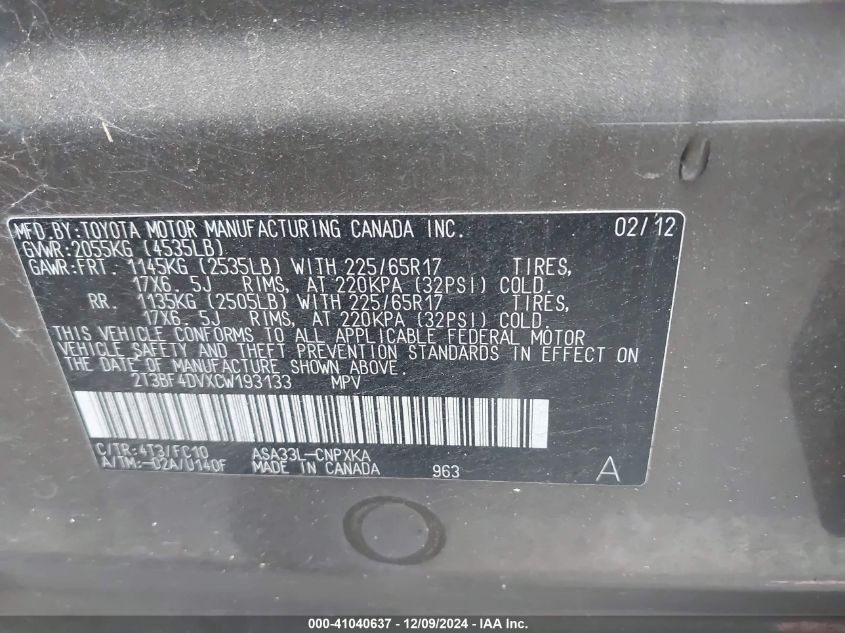 MFD.BY:TOYOTA MOTOR MANUFACTURING CANADA INC. 02/12
GVWR:2055KG (4535LB)
GAWR:FRT. 1145KG (2535LB) WITH 225/65R17 TIRES,
17X6.5J RIMS, AT 220KPA (32PSI) COLD.
RR. 1135KG (2505LB) WITH 225/65R17 TIRES,
17X6.5J RIMS, AT 220KPA (32PSI) COLD.
THIS VEHICLE CONFORMS TO ALL APPLICABLE FEDERAL MOTOR
VEHICLE SAFETY AND THEFT PREVENTION STANDARDS IN EFFECT ON
THE DATE OF MANUFACTURE SHOWN ABOVE.
2T3BF4DVXCW193133 MPV
C/TR:4T3/FC10 ASA33L-CNPXKA
A/TM:-02A/U140F MADE IN CANADA 963 A
000-41040637 - 12/09/2024 - IAA Inc.